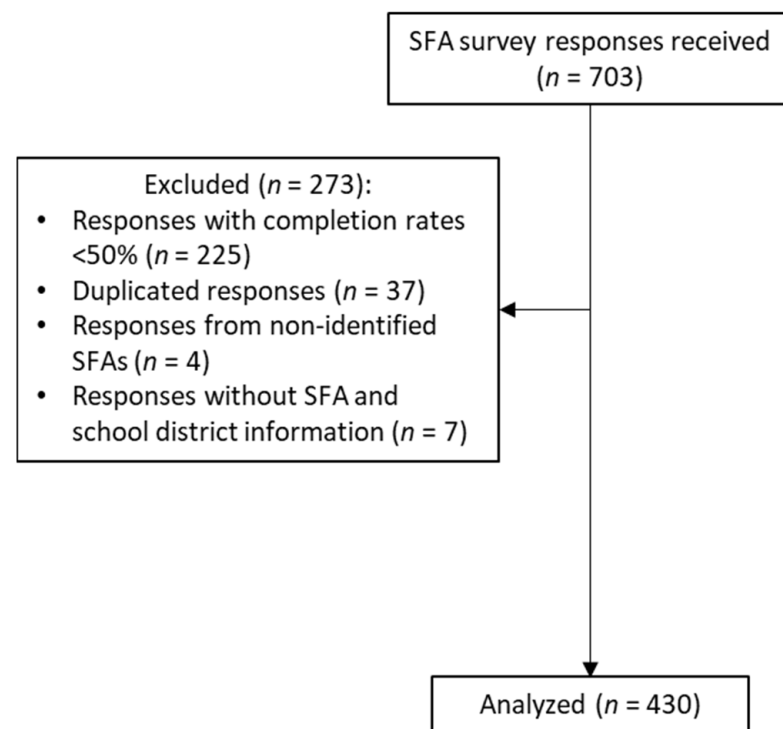 SFA survey responses received
(n = 703)
Excluded (n = 273):
• Responses with completion rates
<50% (n = 225)
• Duplicated responses (n = 37)
• Responses from non-identified
SFAs (n = 4)
• Responses without SFA and
school district information (n = 7)
Analyzed (n = 430)